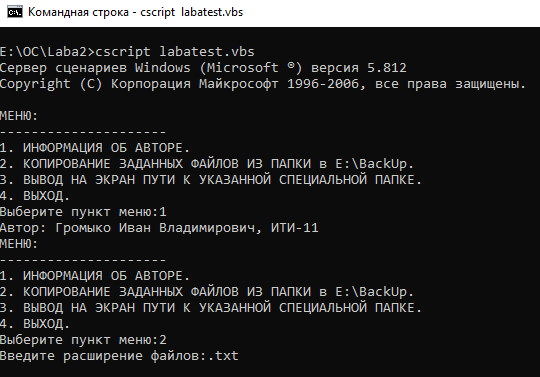 Командная строка - cscript labatest.vbs
E:\OC\Laba2>cscript labatest.vbs
Сервер сценариев Windows (Microsoft ®) версия 5.812
Copyright (C) Корпорация Майкрософт 1996-2006, все права защищены.
МЕНЮ:
---------------------
1. ИНФОРМАЦИЯ ОБ АВТОРЕ.
2. КОПИРОВАНИЕ ЗАДАННЫХ ФАЙЛОВ ИЗ ПАПКИ в E:\BackUp.
3. ВЫВОД НА ЭКРАН ПУТИ К УКАЗАННОЙ СПЕЦИАЛЬНОЙ ПАПКЕ.
4. ВЫХОД.
Выберите пункт меню:1
Автор: Громыко Иван Владимирович, ИТИ-11
МЕНЮ:
---------------------
1. ИНФОРМАЦИЯ ОБ АВТОРЕ.
2. КОПИРОВАНИЕ ЗАДАННЫХ ФАЙЛОВ ИЗ ПАПКИ в E:\BackUp.
3. ВЫВОД НА ЭКРАН ПУТИ К УКАЗАННОЙ СПЕЦИАЛЬНОЙ ПАПКЕ.
4. ВЫХОД.
Выберите пункт меню:2
Введите расширение файлов:.txt